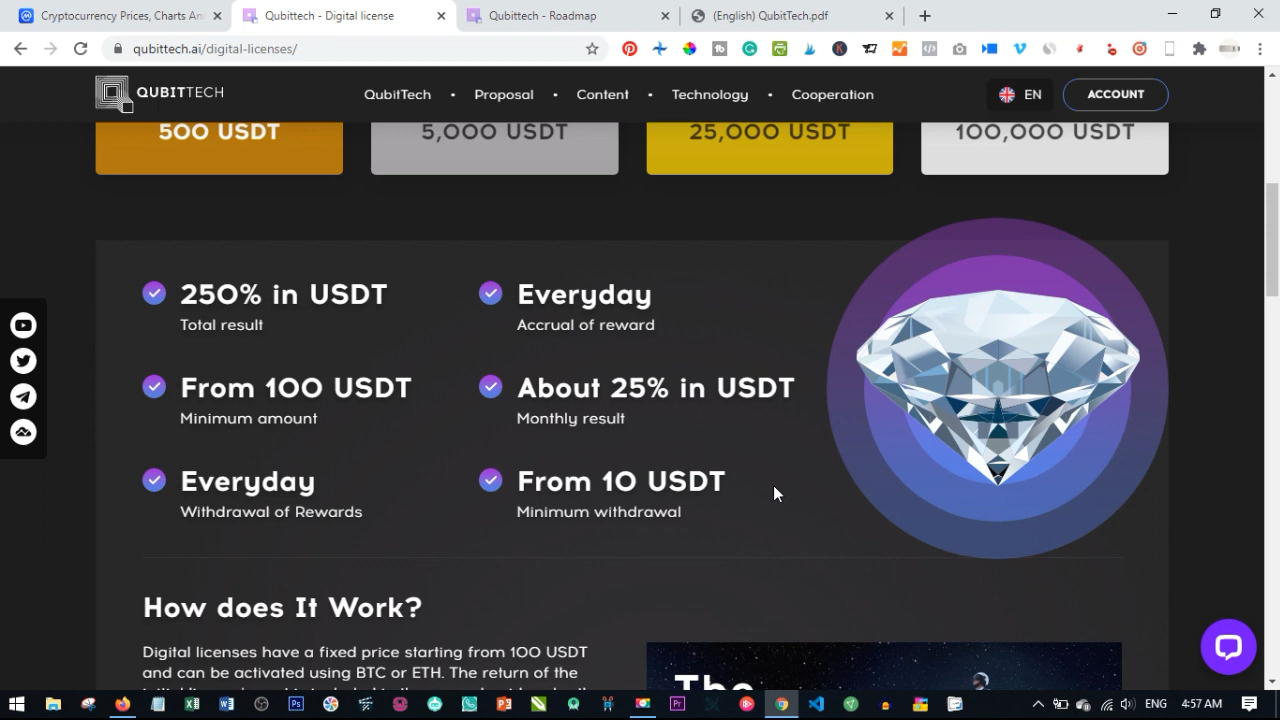 Cryptocurrency Prices, Charts An
Qubittech - Digital license
Qubittech - Roadmap
(English) QubitTech.pdf
qubittech.ai/digital-licenses/
QUBITTECH
QubitTech • Proposal • Content • Technology • Cooperation
EN
ACCOUNT
500 USDT
5,000 USDT
25,000 USDT
100,000 USDT
250% in USDT
Total result
Everyday
Accrual of reward
From 100 USDT
Minimum amount
About 25% in USDT
Monthly result
Everyday
Withdrawal of Rewards
From 10 USDT
Minimum withdrawal
How does It Work?
Digital licenses have a fixed price starting from 100 USDT
and can be activated using BTC or ETH. The return of the
The
ENG
4:57 AM